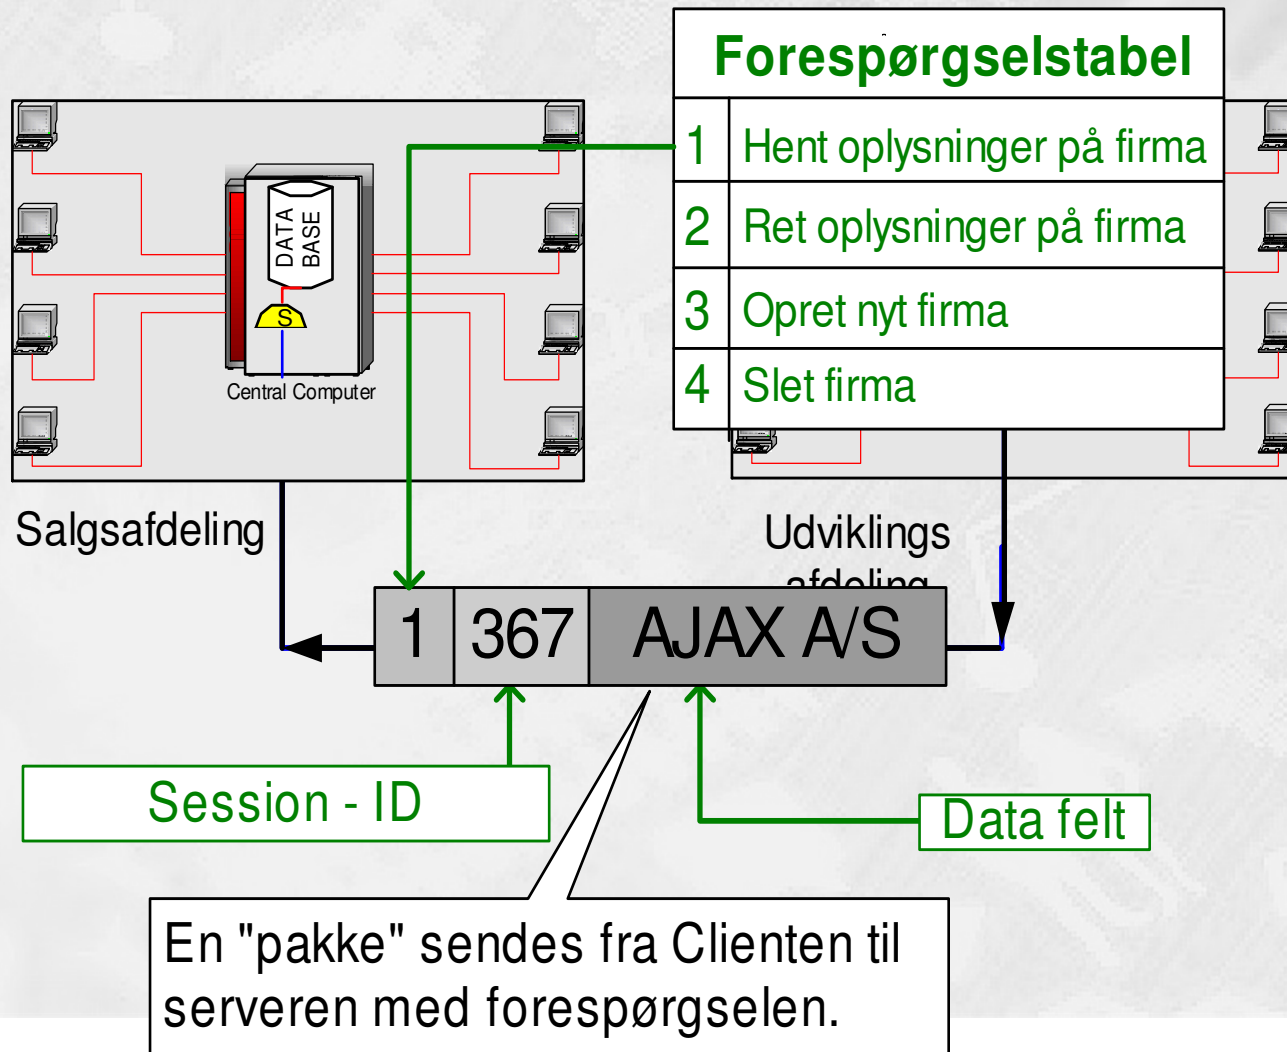 Forespørgselstabel
1 Hent oplysninger på firma
2 Ret oplysninger på firma
3 Opret nyt firma
4 Slet firma
DATA
BASE
S
Central Computer
Salgsafdeling
Udviklings
afdeling
1 367 AJAX A/S
Session - ID
Data felt
En "pakke" sendes fra Clienten til
serveren med forespørgselen.